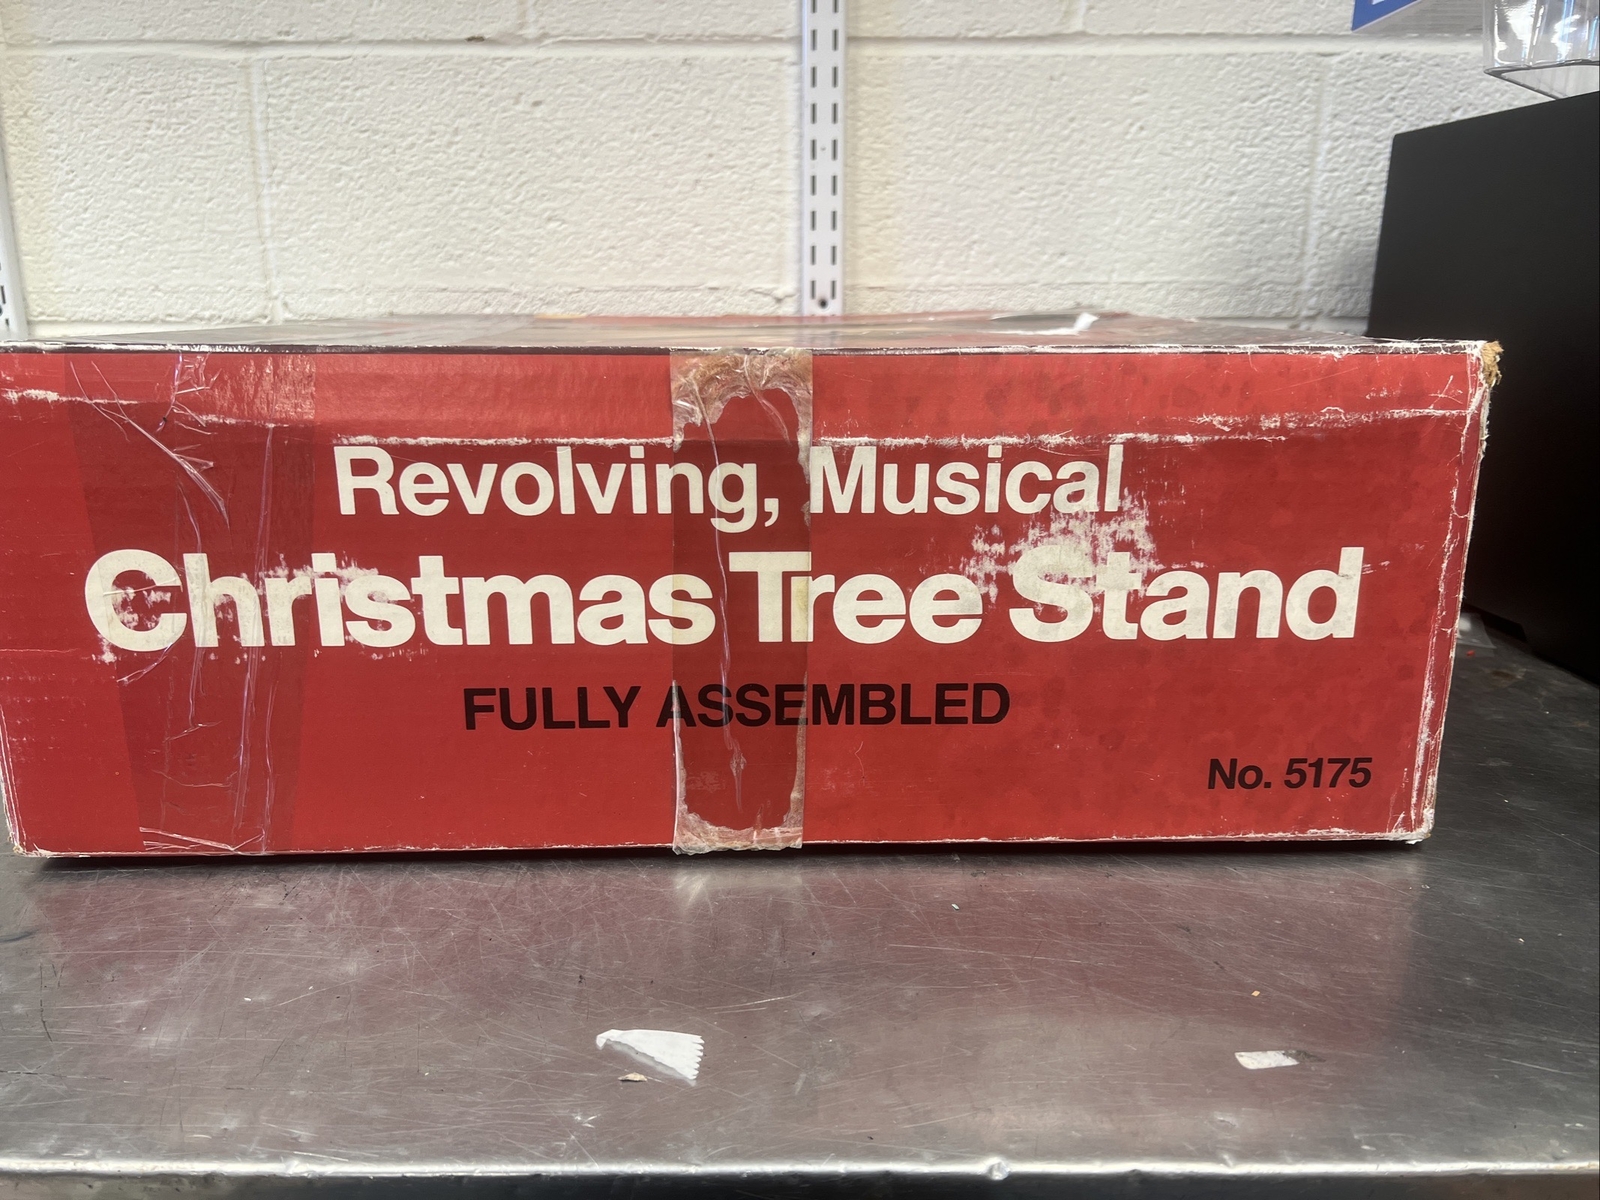 Revolving, Musical
Christmas Tree Stand
FULLY ASSEMBLED
No. 5175